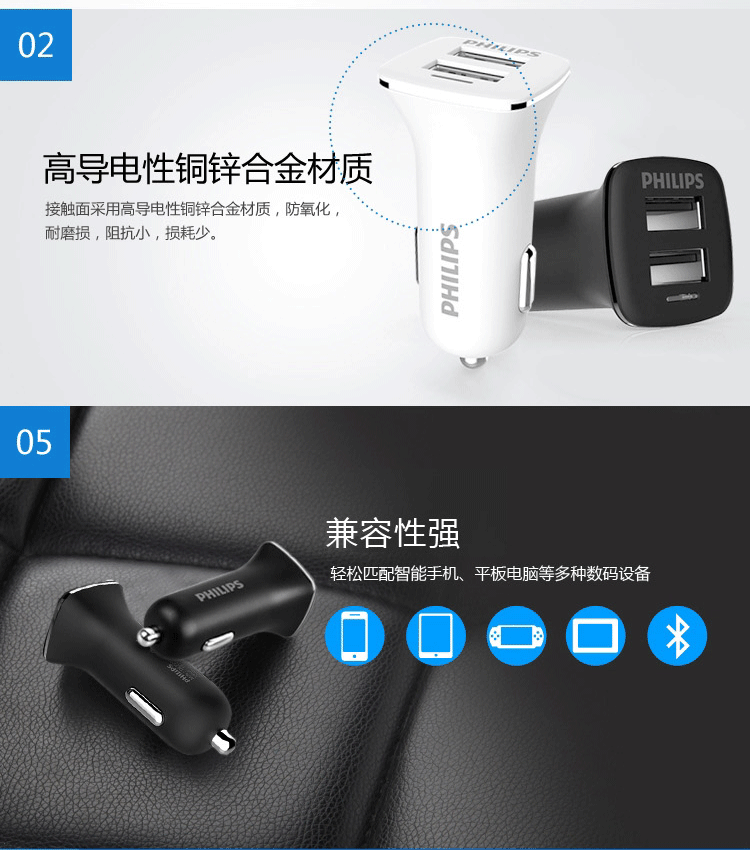 02
PHILIPS
高导电性铜锌合金材质
接触面采用高导电性铜锌合金材质，防氧化，
耐磨损，阻抗小，损耗少。
PHILIPS
PHILIPS
05
兼容性强
轻松匹配智能手机、平板电脑等多种数码设备
PHILIPS
PHILIPS